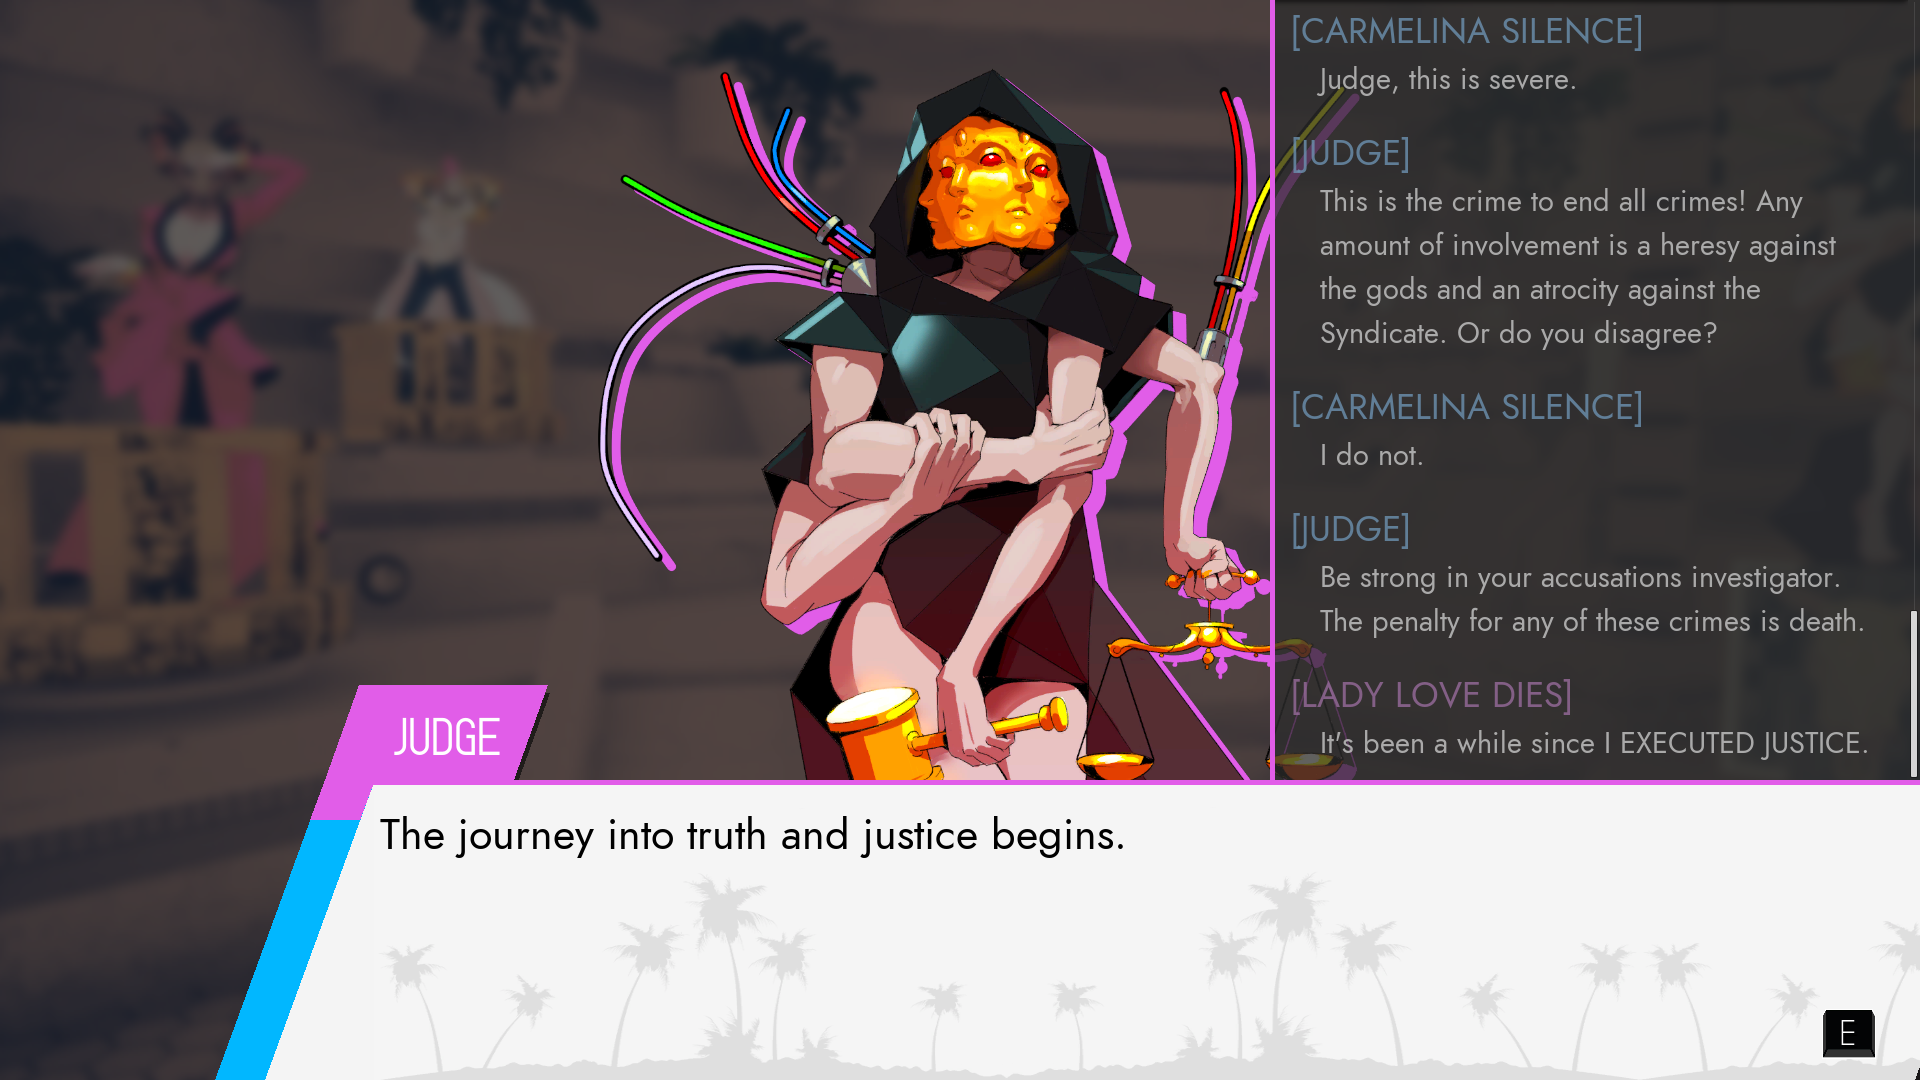 [CARMELINA SILENCE]
Judge, this is severe.
[JUDGE]
This is the crime to end all crimes! Any
amount of involvement is a heresy against
the gods and an atrocity against the
Syndicate. Or do you disagree?
[CARMELINA SILENCE]
I do not.
[JUDGE]
Be strong in your accusations investigator.
The penalty for any of these crimes is death.
[LADY LOVE DIES]
It's been a while since I EXECUTED JUSTICE.
JUDGE
The journey into truth and justice begins.
E